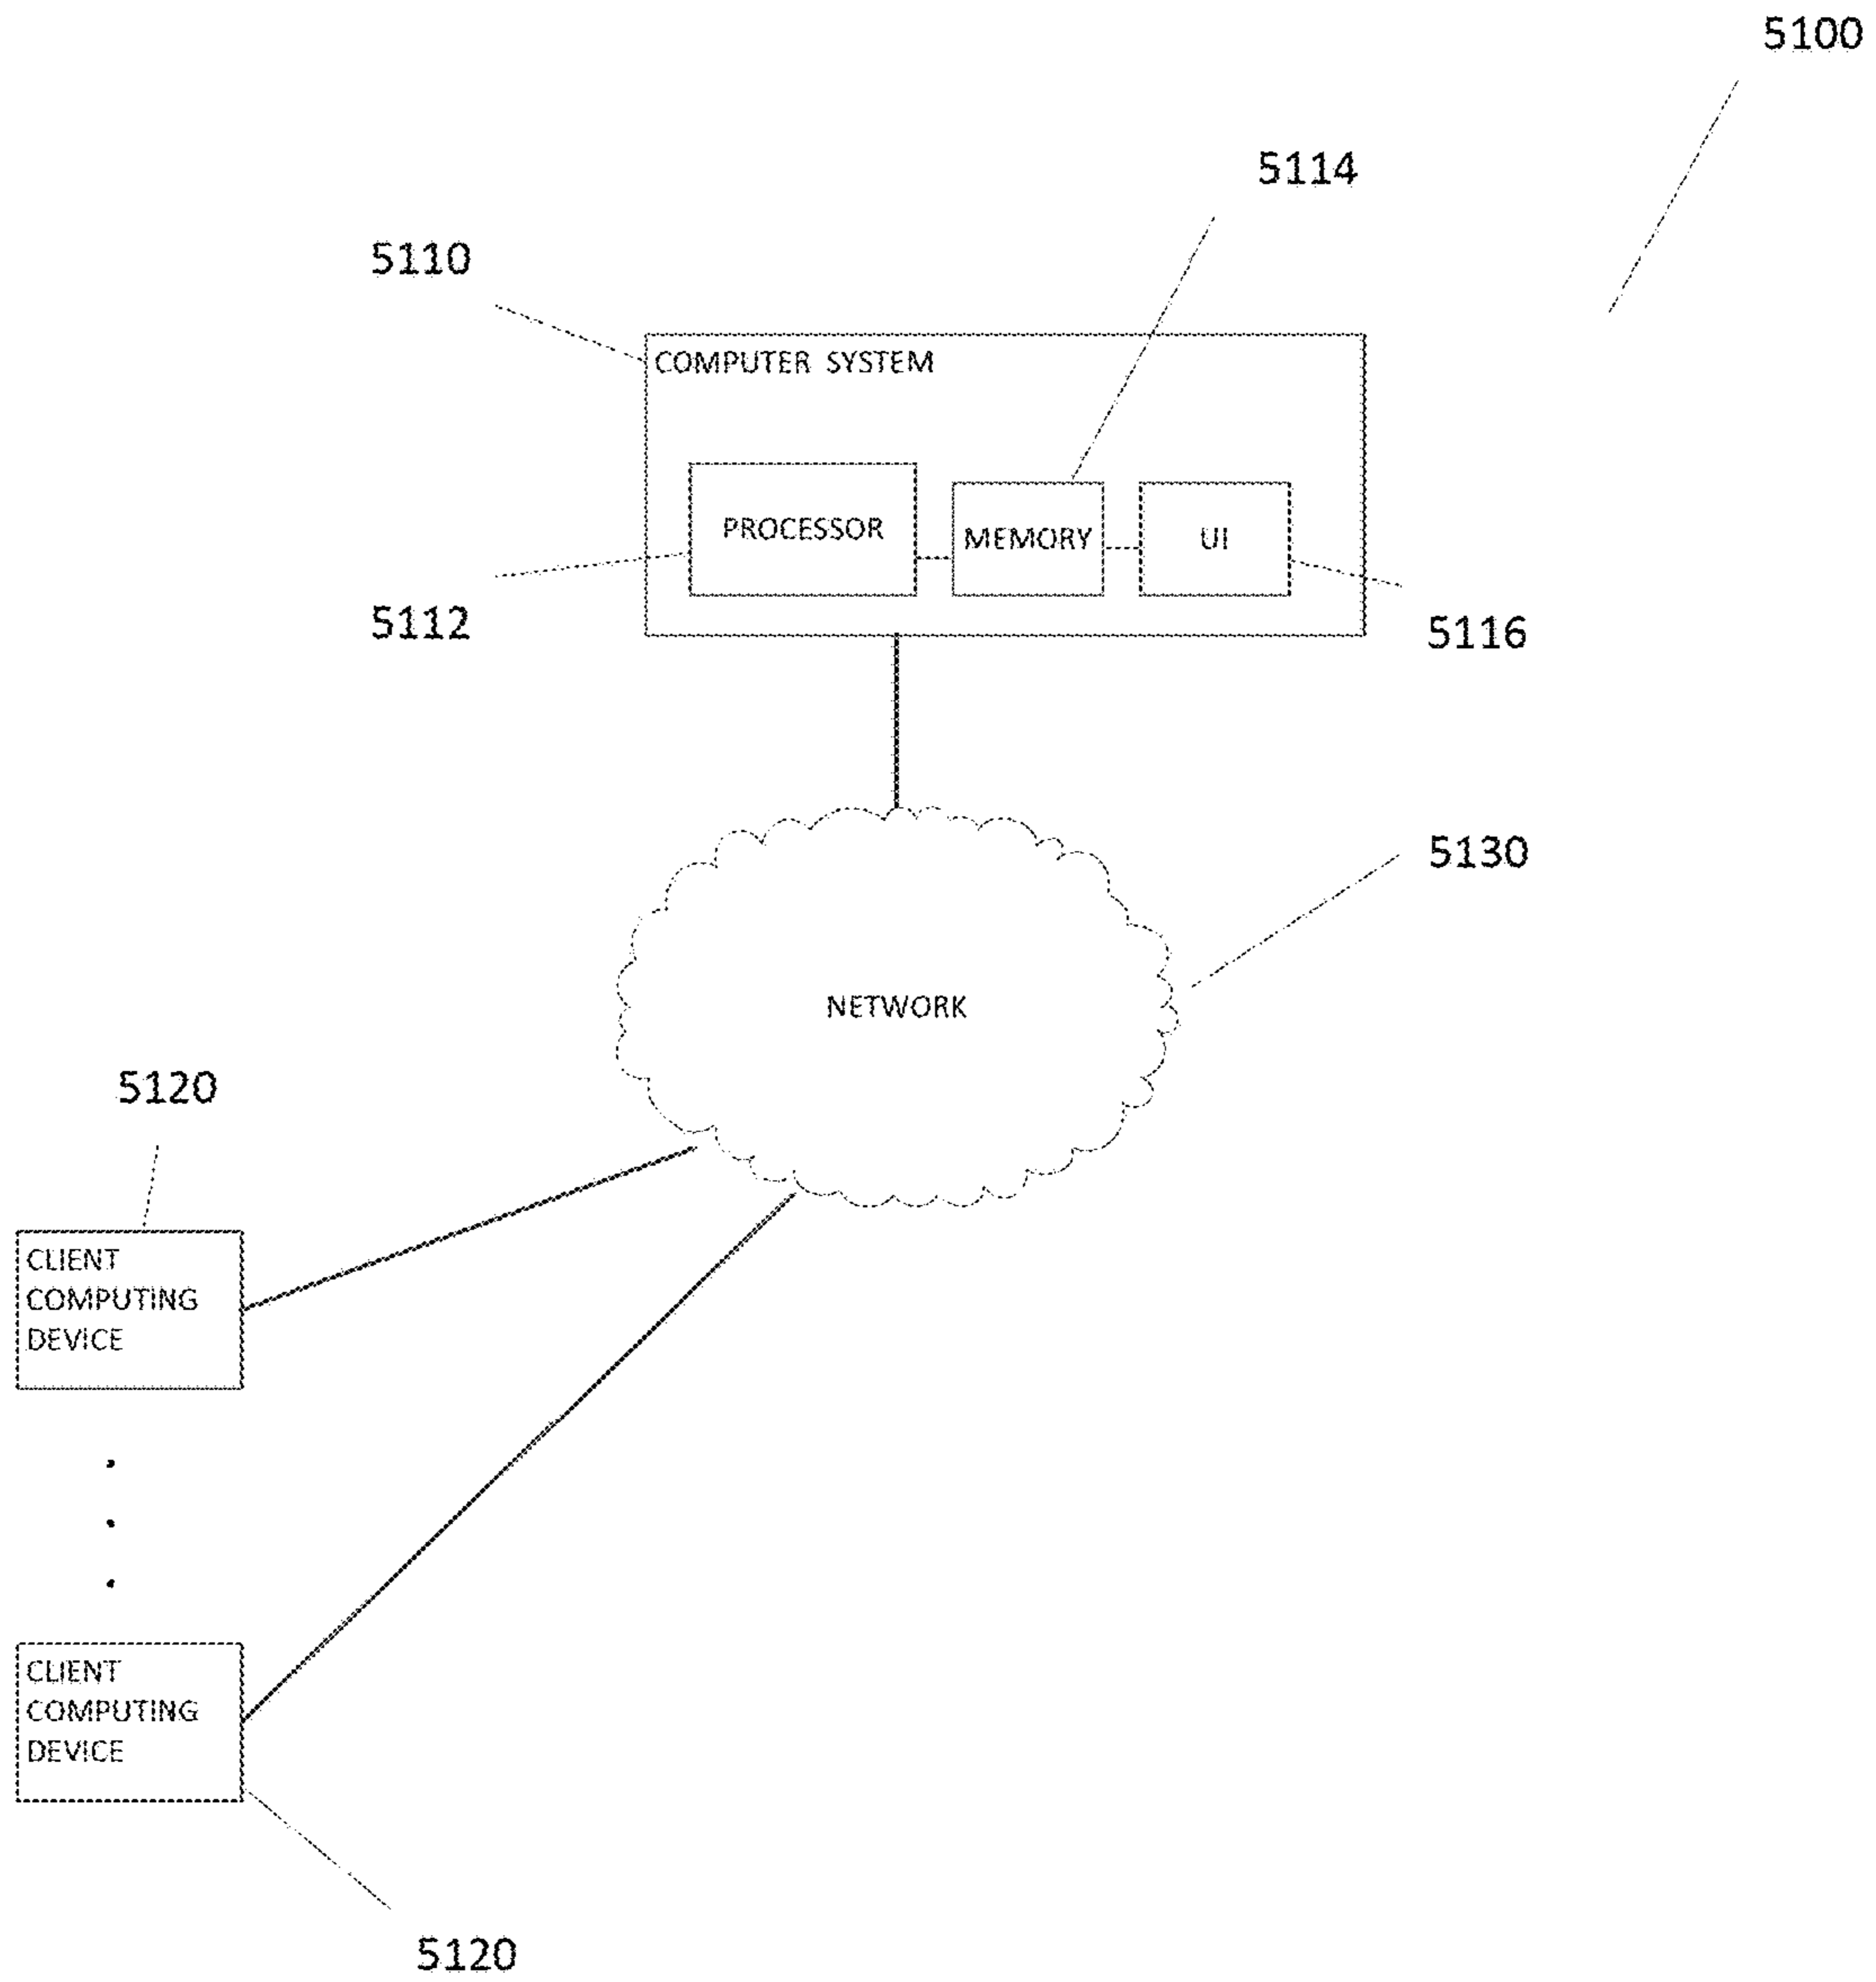 5100
5114
5110
COMPUTER SYSTEM
PROCESSOR
MEMORY
UI
5112
5116
5130
NETWORK
5120
CLIENT
COMPUTING
DEVICE
CLIENT
COMPUTING
DEVICE
5120